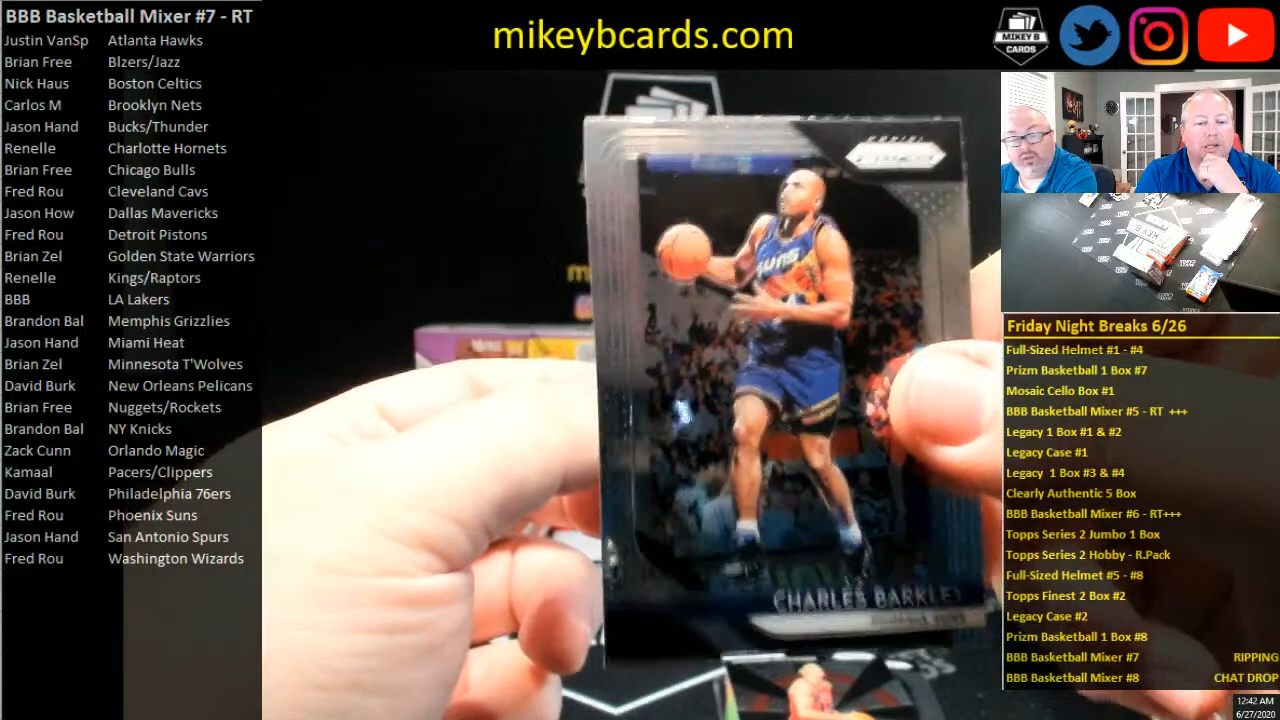 BBB Basketball Mixer #7 - RT
Justin VanSp Atlanta Hawks
Brian Free Blzers/Jazz
Nick Haus Boston Celtics
Carlos M Brooklyn Nets
Jason Hand Bucks/Thunder
Renelle Charlotte Hornets
Brian Free Chicago Bulls
Fred Rou Cleveland Cavs
Jason How Dallas Mavericks
Fred Rou Detroit Pistons
Brian Zel Golden State Warriors
Renelle Kings/Raptors
BBB LA Lakers
Brandon Bal Memphis Grizzlies
Jason Hand Miami Heat
Brian Zel Minnesota T'Wolves
David Burk New Orleans Pelicans
Brian Free Nuggets/Rockets
Brandon Bal NY Knicks
Zack Cunn Orlando Magic
Kamaal Pacers/Clippers
David Burk Philadelphia 76ers
Fred Rou Phoenix Suns
Jason Hand San Antonio Spurs
Fred Rou Washington Wizards
mikeybcards.com
MIKEY B
CARDS
PANINI
PRIZM
SUNS
CHARLES BARKLEY
PHOENIX SUNS
Friday Night Breaks 6/26
Full-Sized Helmet #1 - #4
Prizm Basketball 1 Box #7
Mosaic Cello Box #1
BBB Basketball Mixer #5 - RT +++
Legacy 1 Box #1 & #2
Legacy Case #1
Legacy 1 Box #3 & #4
Clearly Authentic 5 Box
BBB Basketball Mixer #6 - RT+++
Topps Series 2 Jumbo 1 Box
Topps Series 2 Hobby - R.Pack
Full-Sized Helmet #5 - #8
Topps Finest 2 Box #2
Legacy Case #2
Prizm Basketball 1 Box #8
BBB Basketball Mixer #7 RIPPING
BBB Basketball Mixer #8 CHAT DROP
12:42 AM
6/27/2020